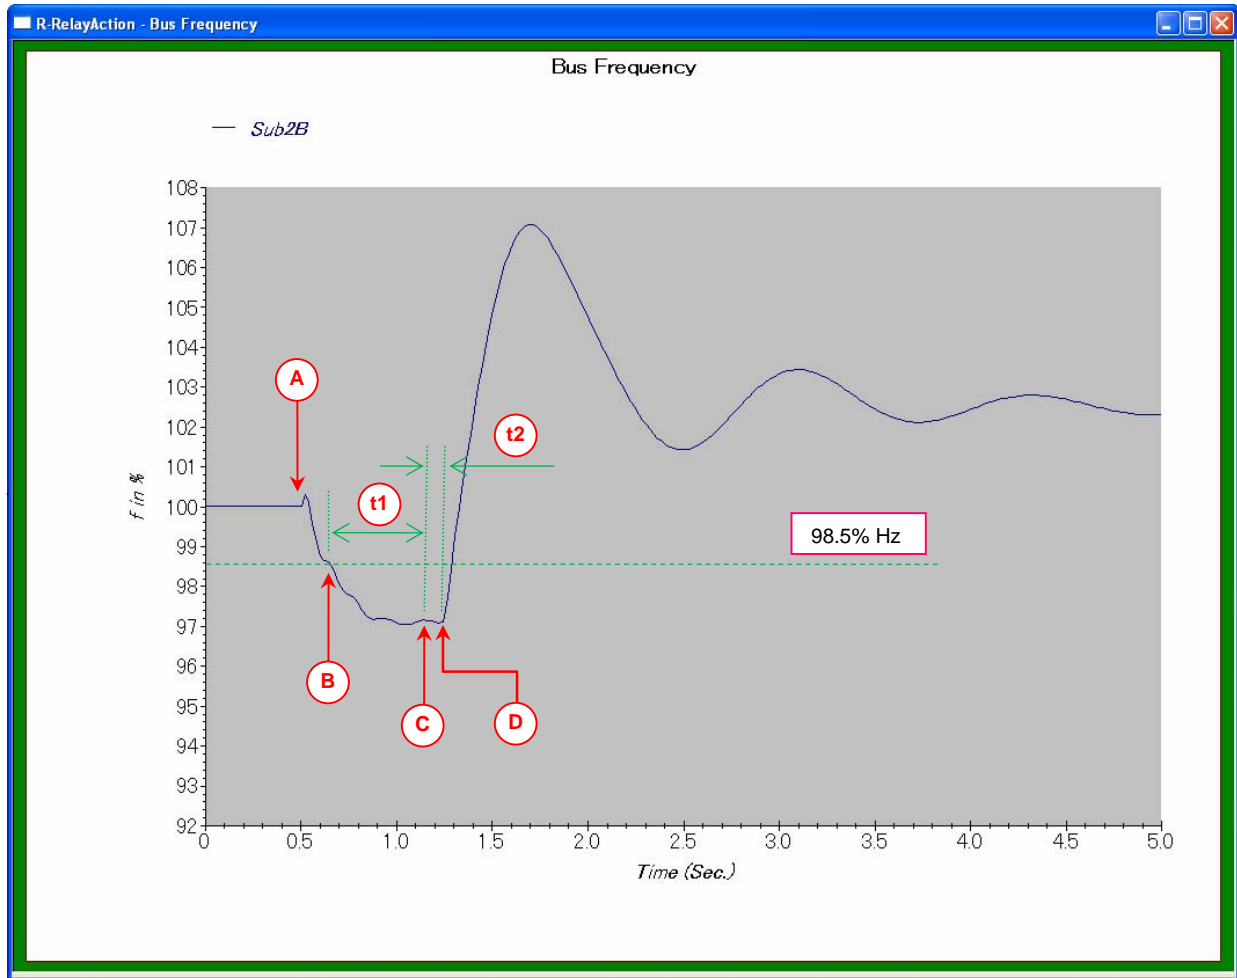 R-RelayAction - Bus Frequency
Bus Frequency
Sub2B
108
107
106
105
104
103
102
101
100
99
98
97
96
95
94
93
92
f in %
A
t2
t1
98.5% Hz
B
C
D
0 0.5 1.0 1.5 2.0 2.5 3.0 3.5 4.0 4.5 5.0
Time (Sec.)